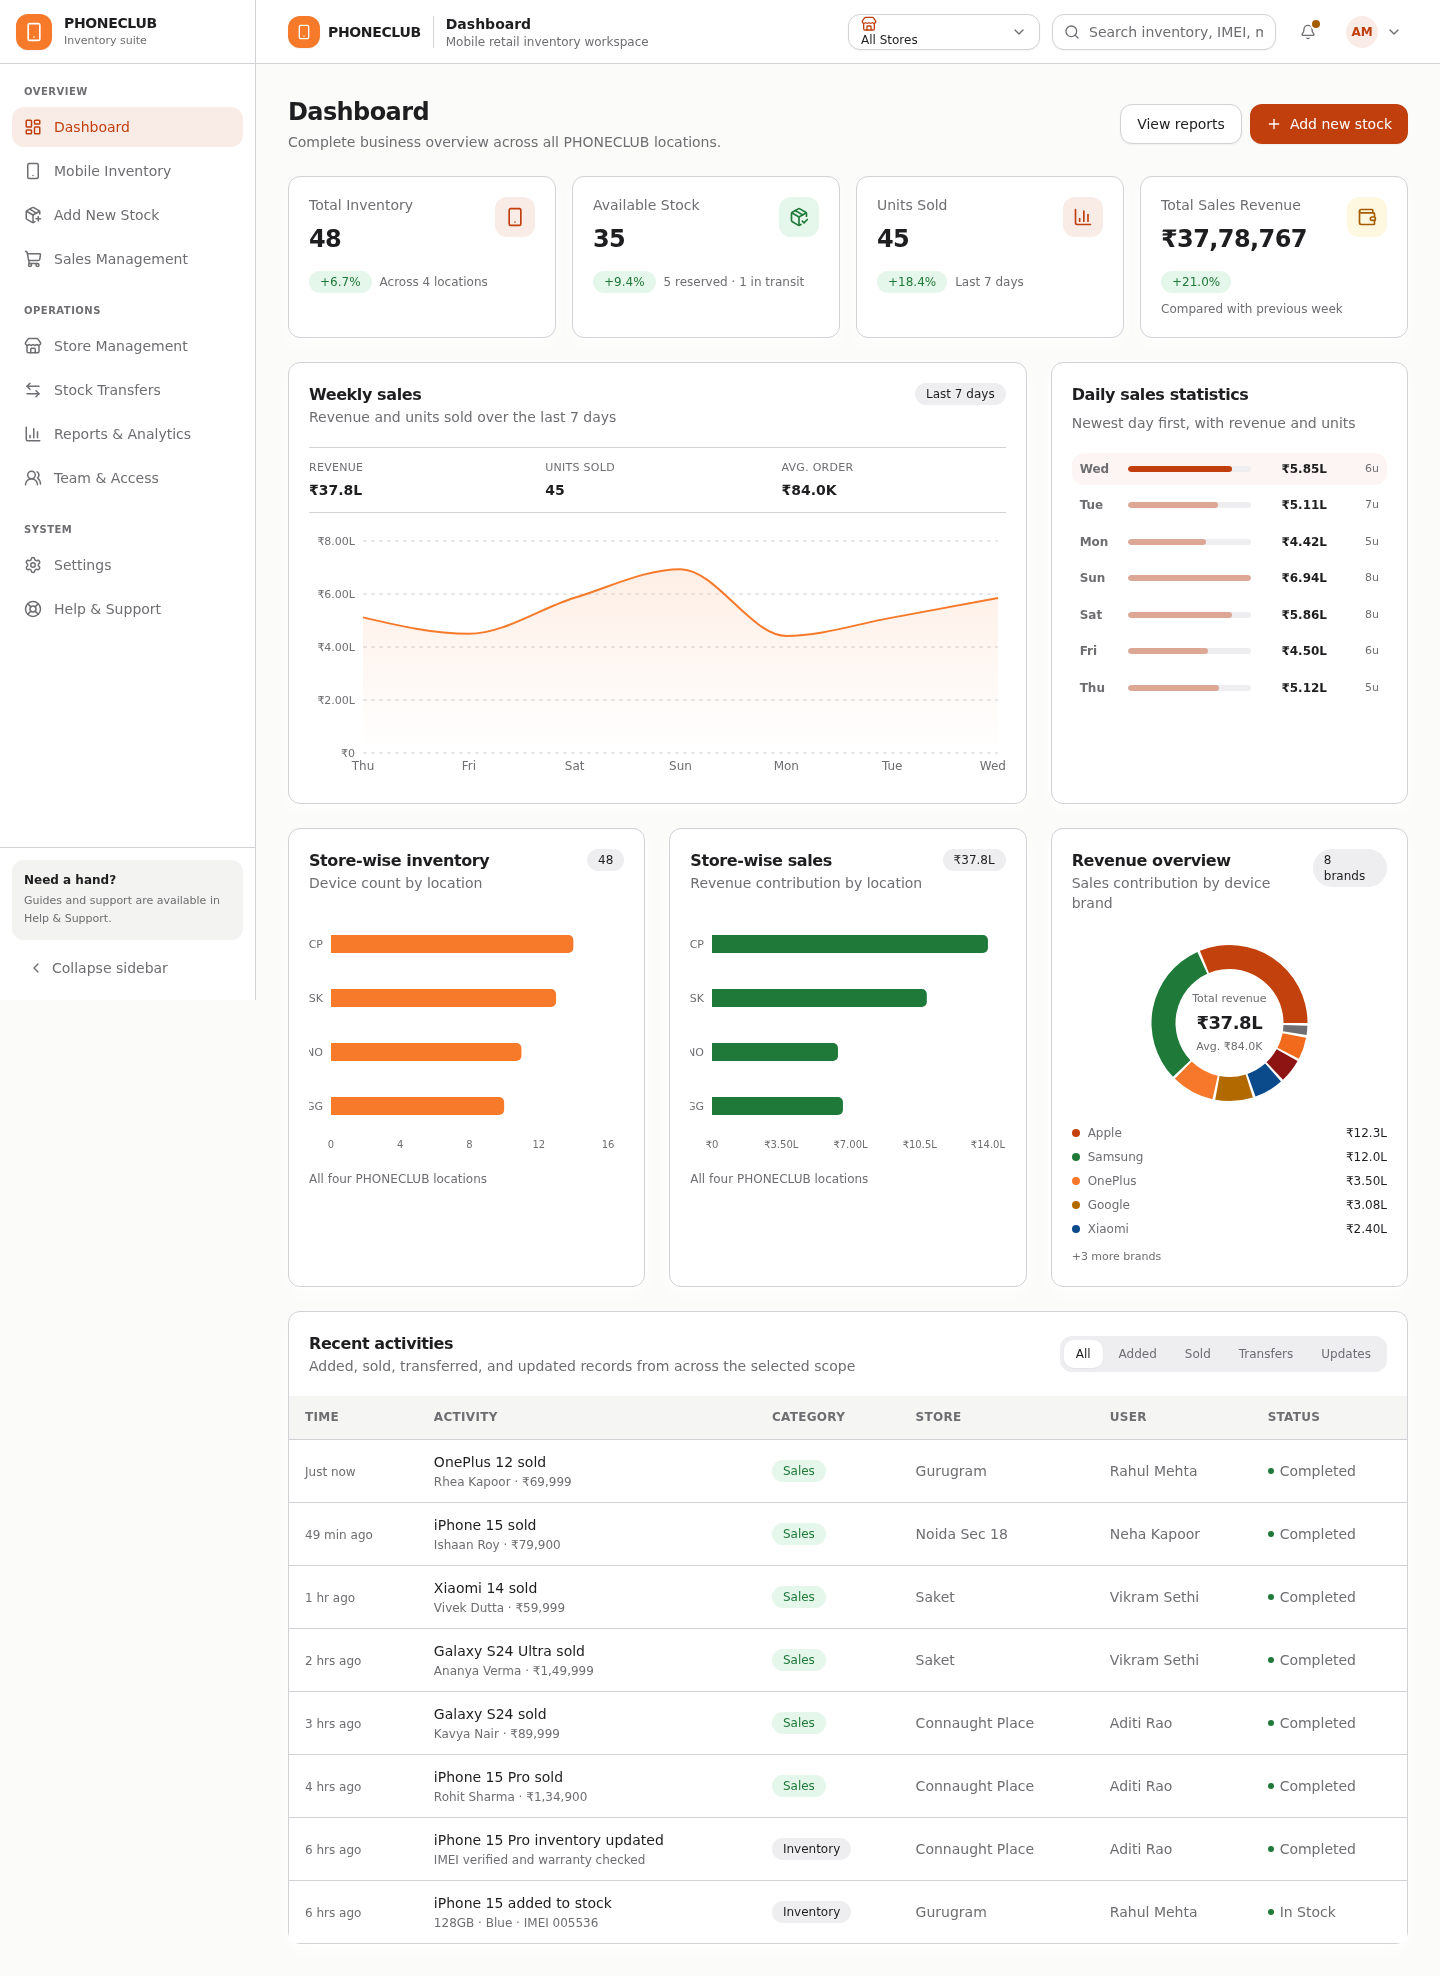 PHONECLUB
Inventory suite
PHONECLUB
Dashboard
Mobile retail inventory workspace
All Stores
Search inventory, IMEI, n
AM
OVERVIEW
Dashboard
Mobile Inventory
Add New Stock
Sales Management
OPERATIONS
Store Management
Stock Transfers
Reports & Analytics
Team & Access
SYSTEM
Settings
Help & Support
Need a hand?
Guides and support are available in
Help & Support.
Collapse sidebar
Dashboard
Complete business overview across all PHONECLUB locations.
View reports
Add new stock
Total Inventory
48
+6.7% Across 4 locations
Available Stock
35
+9.4% 5 reserved · 1 in transit
Units Sold
45
+18.4% Last 7 days
Total Sales Revenue
₹37,78,767
+21.0%
Compared with previous week
Weekly sales
Revenue and units sold over the last 7 days
Last 7 days
REVENUE
₹37.8L
UNITS SOLD
45
AVG. ORDER
₹84.0K
₹8.00L
₹6.00L
₹4.00L
₹2.00L
₹0
Thu Fri Sat Sun Mon Tue Wed
Daily sales statistics
Newest day first, with revenue and units
Wed ₹5.85L 6u
Tue ₹5.11L 7u
Mon ₹4.42L 5u
Sun ₹6.94L 8u
Sat ₹5.86L 8u
Fri ₹4.50L 6u
Thu ₹5.12L 5u
Store-wise inventory
Device count by location
48
CP
SK
NO
GG
0 4 8 12 16
All four PHONECLUB locations
Store-wise sales
Revenue contribution by location
₹37.8L
CP
SK
NO
GG
₹0 ₹3.50L ₹7.00L ₹10.5L ₹14.0L
All four PHONECLUB locations
Revenue overview
Sales contribution by device
brand
8
brands
Total revenue
₹37.8L
Avg. ₹84.0K
Apple ₹12.3L
Samsung ₹12.0L
OnePlus ₹3.50L
Google ₹3.08L
Xiaomi ₹2.40L
+3 more brands
Recent activities
Added, sold, transferred, and updated records from across the selected scope
All Added Sold Transfers Updates
TIME ACTIVITY CATEGORY STORE USER STATUS
Just now OnePlus 12 sold Sales Gurugram Rahul Mehta Completed
Rhea Kapoor · ₹69,999
49 min ago iPhone 15 sold Sales Noida Sec 18 Neha Kapoor Completed
Ishaan Roy · ₹79,900
1 hr ago Xiaomi 14 sold Sales Saket Vikram Sethi Completed
Vivek Dutta · ₹59,999
2 hrs ago Galaxy S24 Ultra sold Sales Saket Vikram Sethi Completed
Ananya Verma · ₹1,49,999
3 hrs ago Galaxy S24 sold Sales Connaught Place Aditi Rao Completed
Kavya Nair · ₹89,999
4 hrs ago iPhone 15 Pro sold Sales Connaught Place Aditi Rao Completed
Rohit Sharma · ₹1,34,900
6 hrs ago iPhone 15 Pro inventory updated Inventory Connaught Place Aditi Rao Completed
IMEI verified and warranty checked
6 hrs ago iPhone 15 added to stock Inventory Gurugram Rahul Mehta In Stock
128GB · Blue · IMEI 005536